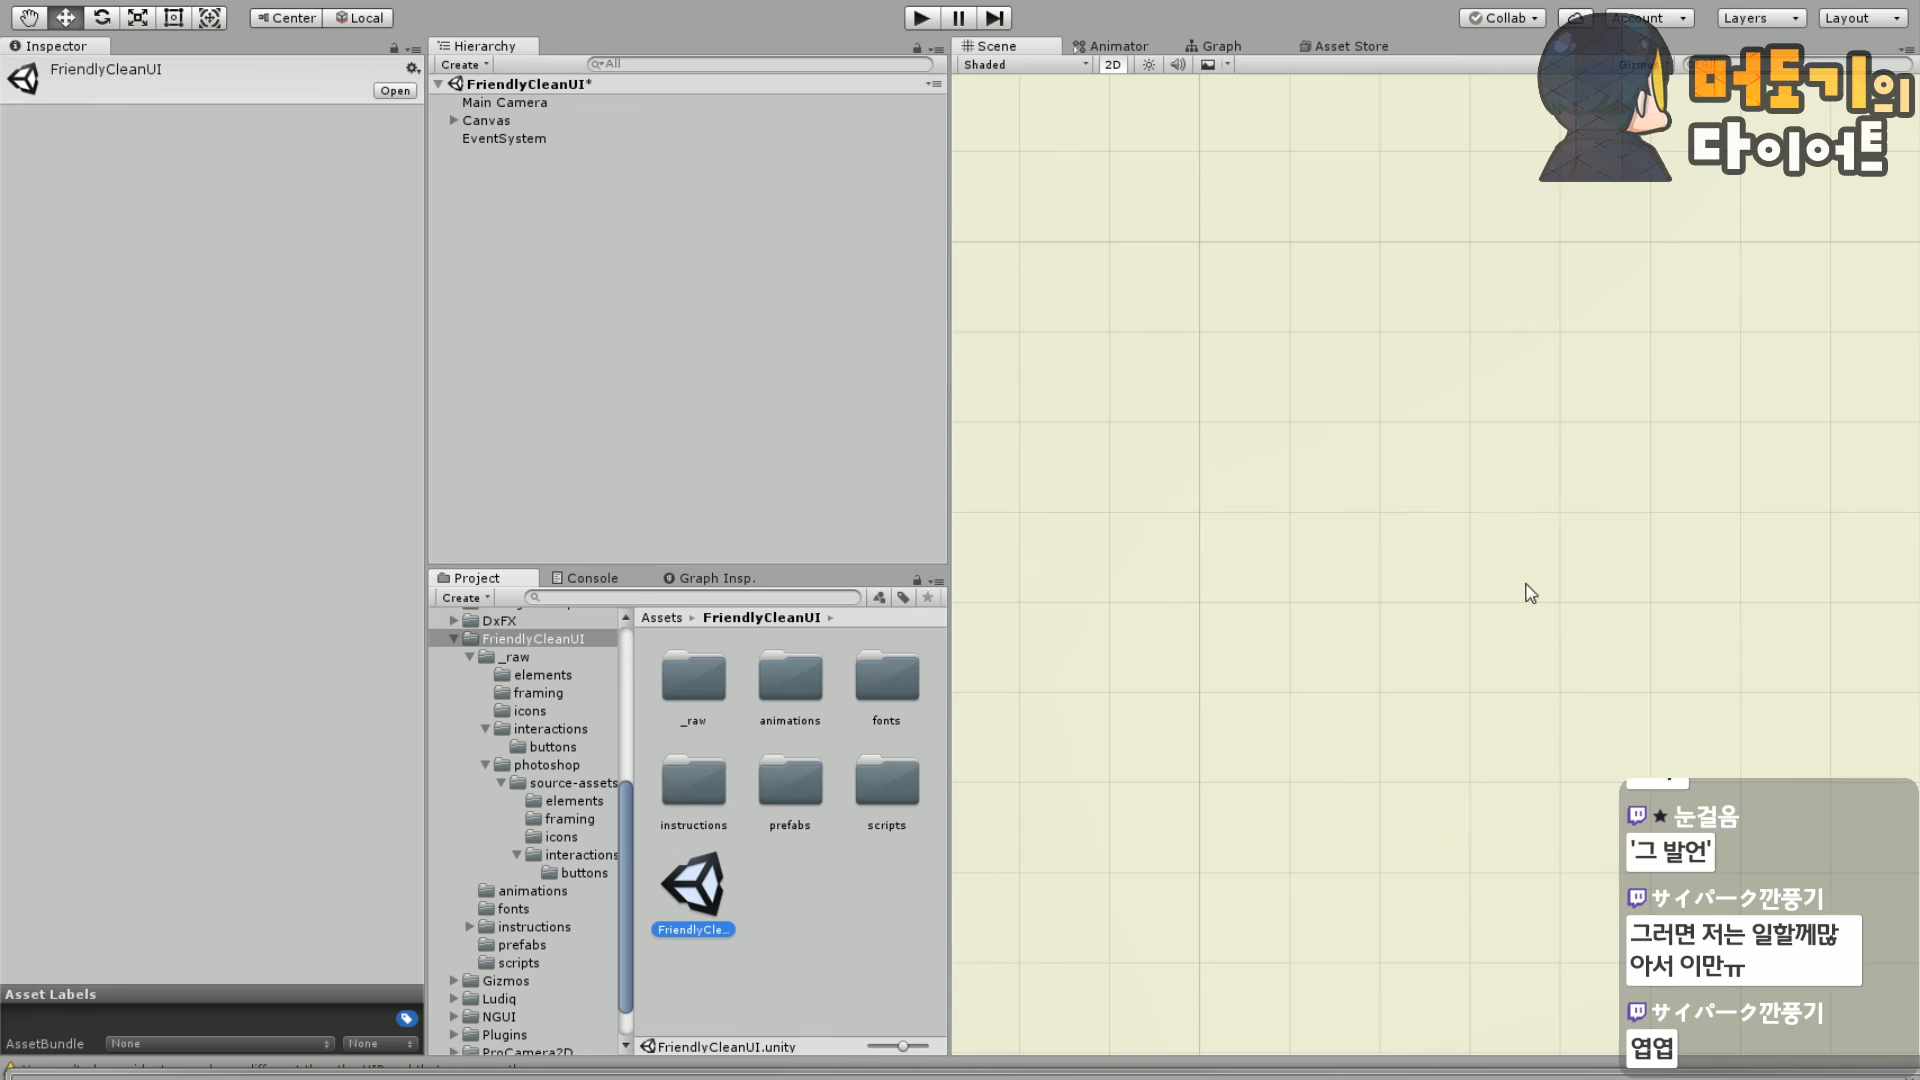 Center
Local
Collab
Account
Layers
Layout
Inspector
FriendlyCleanUI
Open
Hierarchy
Create
All
FriendlyCleanUI*
Main Camera
Canvas
EventSystem
Scene
Animator
Graph
Asset Store
Shaded
2D
머도기의
다이어트
Project
Console
Graph Insp.
Create
DxFX
FriendlyCleanUI
_raw
elements
framing
icons
interactions
buttons
photoshop
source-assets
elements
framing
icons
interactions
buttons
animations
fonts
instructions
prefabs
scripts
Gizmos
Ludiq
NGUI
Plugins
ProCamera2D
Assets
FriendlyCleanUI
_raw
animations
fonts
instructions
prefabs
scripts
FriendlyCle...
FriendlyCleanUI.unity
Asset Labels
AssetBundle
None
None
눈걸음
'그 발언'
サイパーク깐풍기
그러면 저는 일할께많
아서 이만ㅠ
サイパーク깐풍기
엽엽